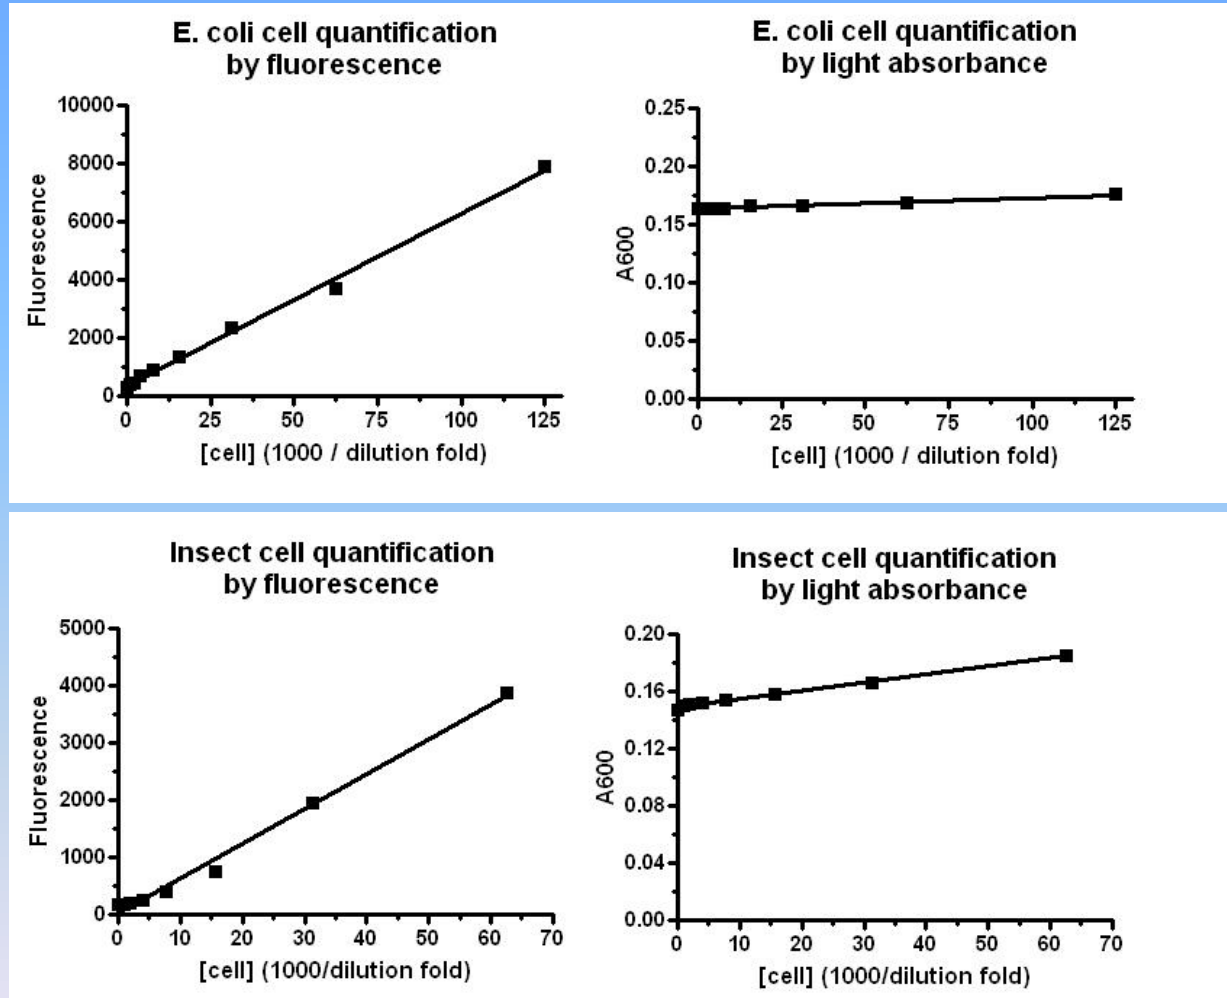 E. coli cell quantification
by fluorescence
10000
8000
6000
4000
2000
0
Fluorescence
0 25 50 75 100 125
[cell] (1000 / dilution fold)
E. coli cell quantification
by light absorbance
0.25
0.20
0.15
0.10
0.05
0.00
A600
0 25 50 75 100 125
[cell] (1000 / dilution fold)
Insect cell quantification
by fluorescence
5000
4000
3000
2000
1000
0
Fluorescence
0 10 20 30 40 50 60 70
[cell] (1000/dilution fold)
Insect cell quantification
by light absorbance
0.20
0.16
0.12
0.08
0.04
0.00
A600
0 10 20 30 40 50 60 70
[cell] (1000/dilution fold)